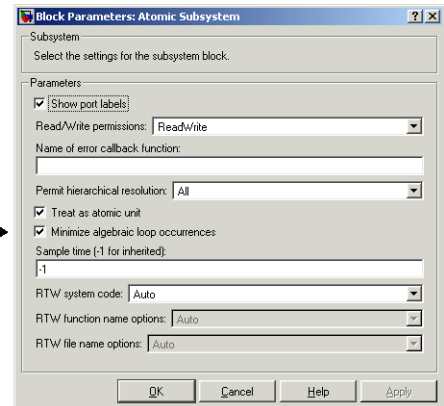 Block Parameters: Atomic Subsystem
Subsystem
Select the settings for the subsystem block.
Parameters
Show port labels
Read/Write permissions: ReadWrite
Name of error callback function:
Permit hierarchical resolution: All
Treat as atomic unit
Minimize algebraic loop occurrences
Sample time (-1 for inherited):
-1
RTW system code: Auto
RTW function name options: Auto
RTW file name options: Auto
OK Cancel Help Apply